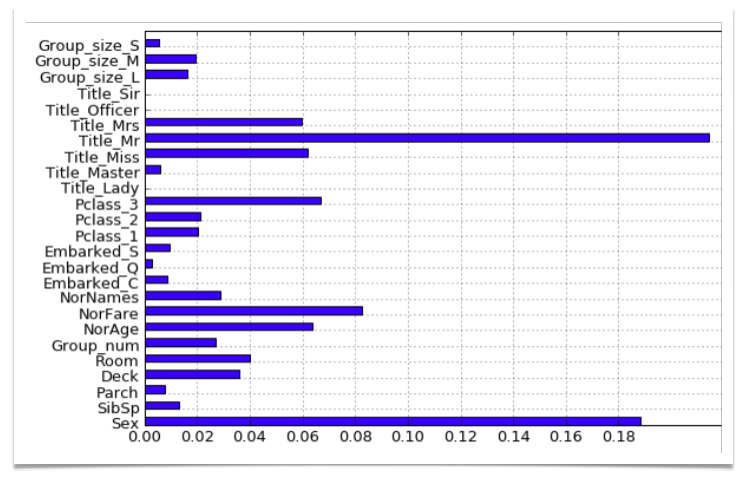 Group_size_S
Group_size_M
Group_size_L
Title_Sir
Title_Officer
Title_Mrs
Title_Mr
Title_Miss
Title_Master
Title_Lady
Pclass_3
Pclass_2
Pclass_1
Embarked_S
Embarked_Q
Embarked_C
NorNames
NorFare
NorAge
Group_num
Room
Deck
Parch
SibSp
Sex
0.00 0.02 0.04 0.06 0.08 0.10 0.12 0.14 0.16 0.18